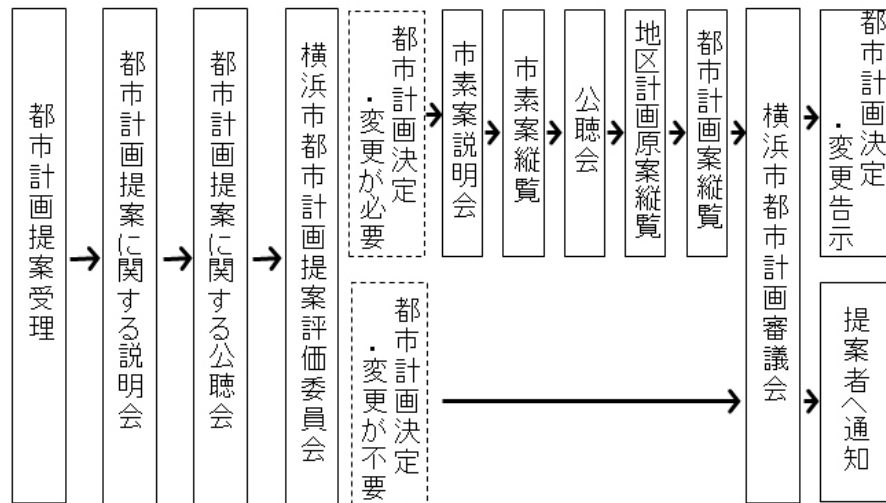 都市計画提案受理
都市計画提案に関する説明会
都市計画提案に関する公聴会
横浜市都市計画提案評価委員会
都市計画決定
・変更が必要
市素案説明会
市素案縦覧
公聴会
地区計画原案縦覧
都市計画案縦覧
都市計画決定
・変更が不要
横浜市都市計画審議会
都市計画決定
・変更告示
提案者へ通知